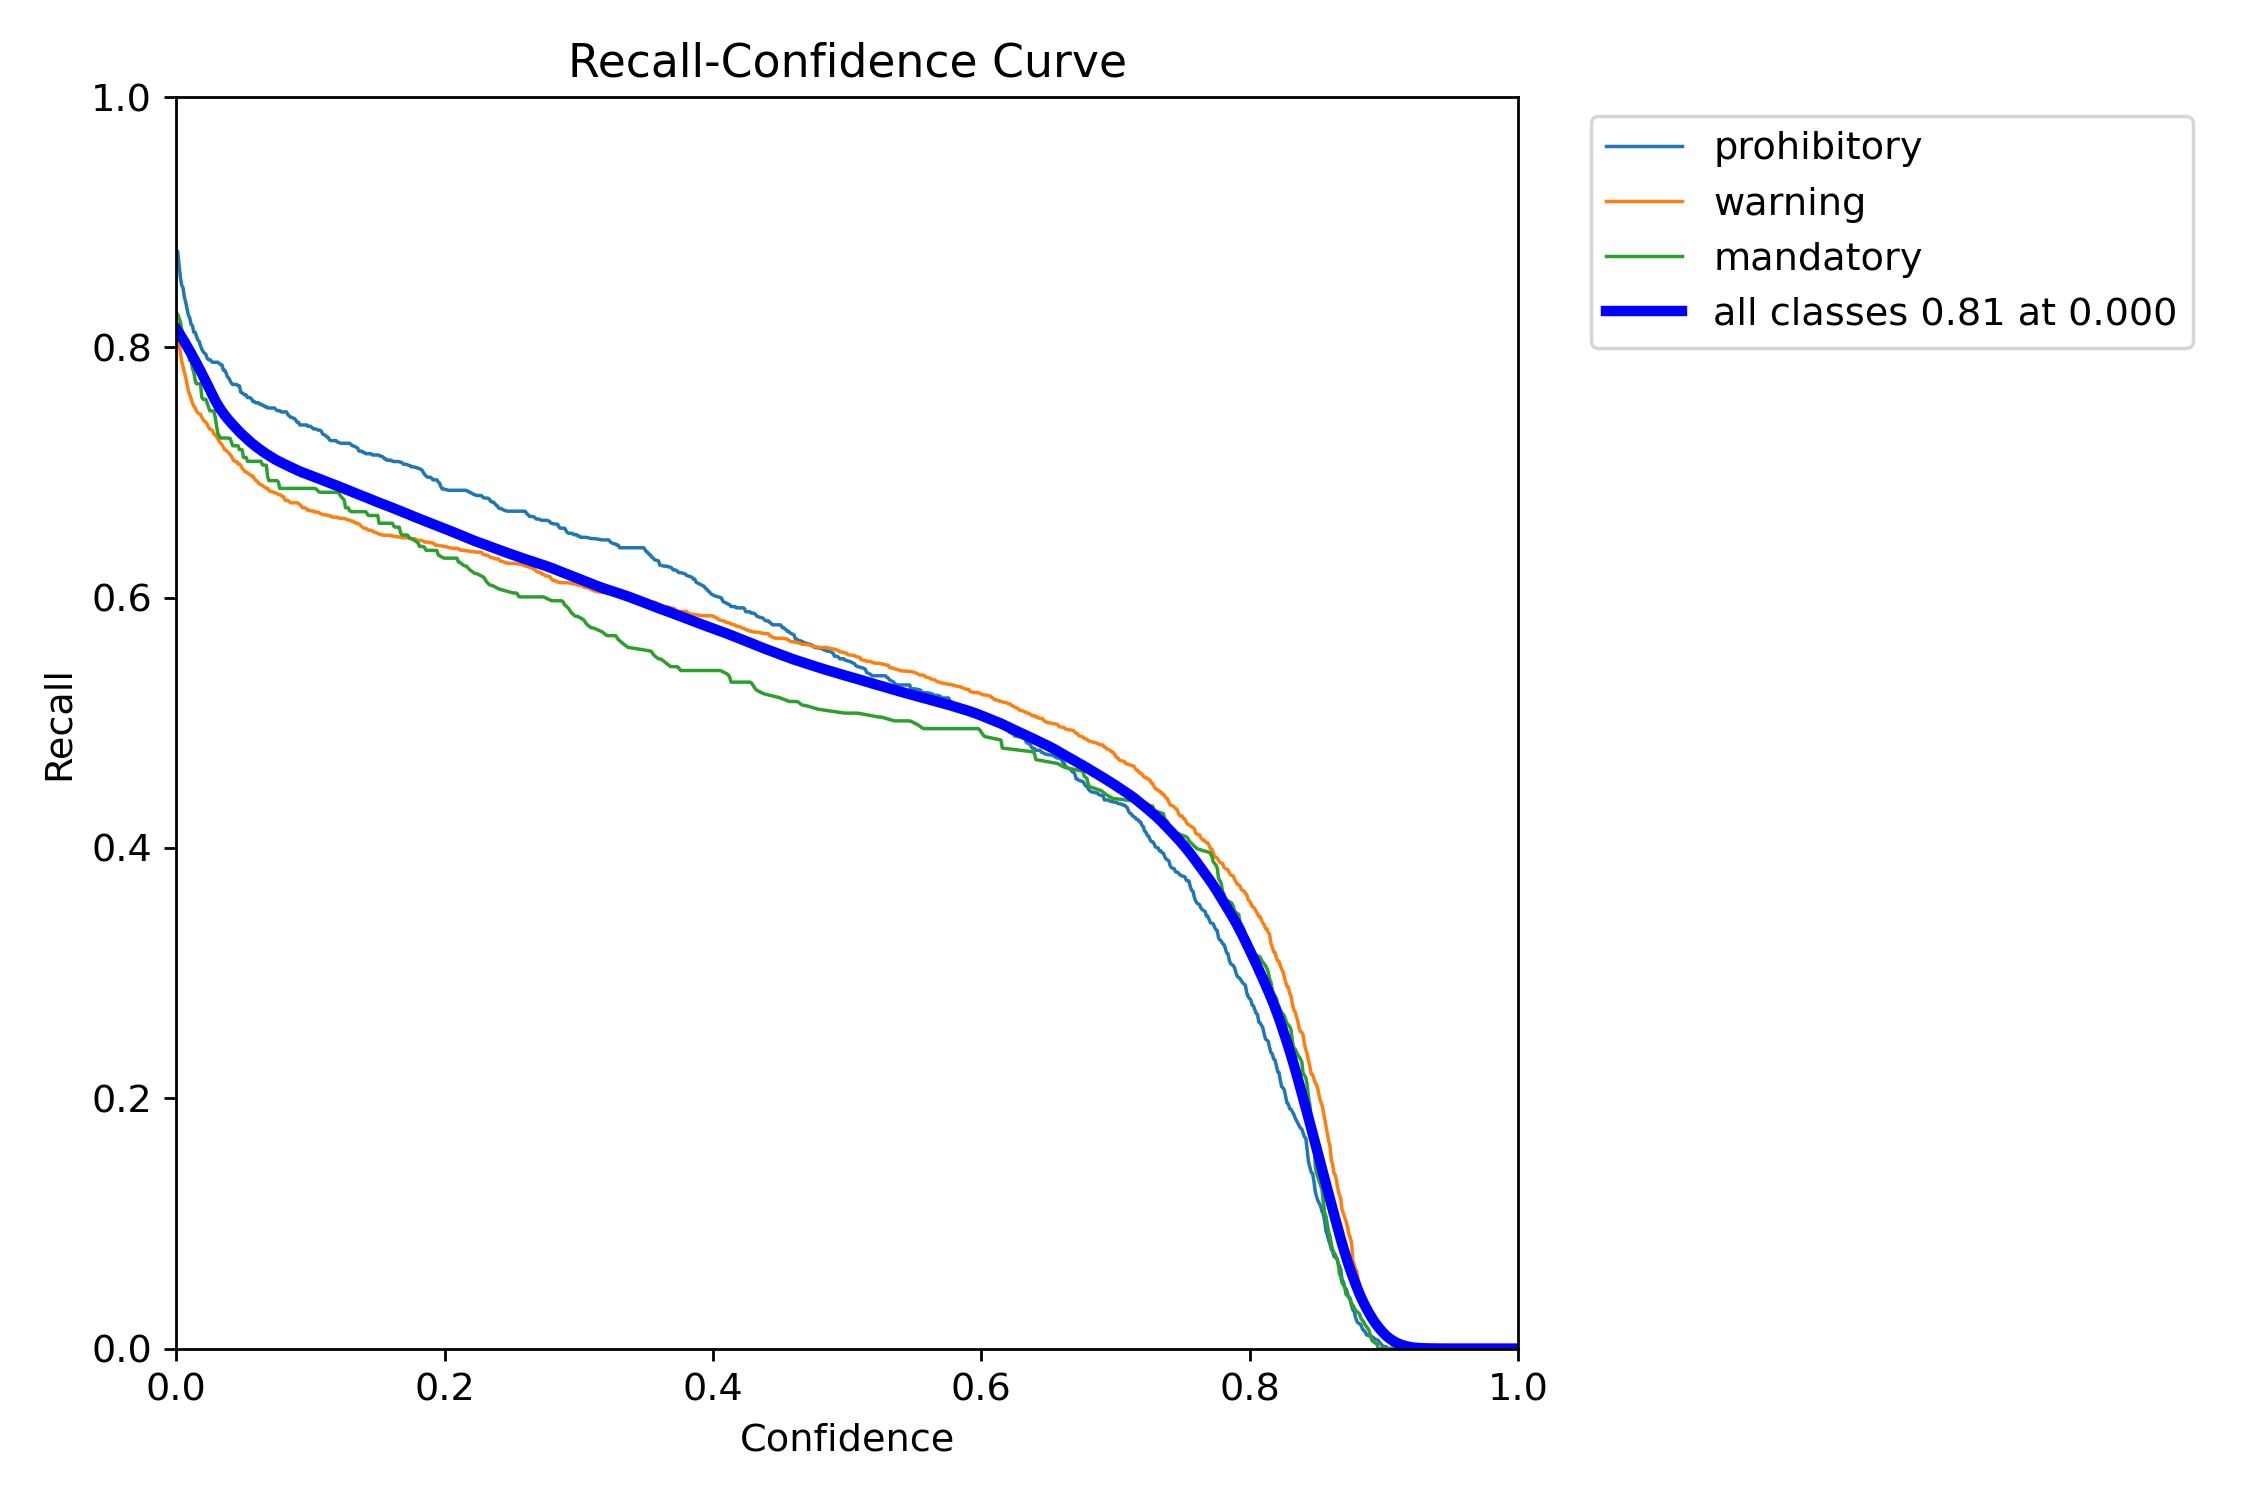 Recall-Confidence Curve
1.0
0.8
0.6
0.4
0.2
0.0
Recall
0.0 0.2 0.4 0.6 0.8 1.0
Confidence
prohibitory
warning
mandatory
all classes 0.81 at 0.000